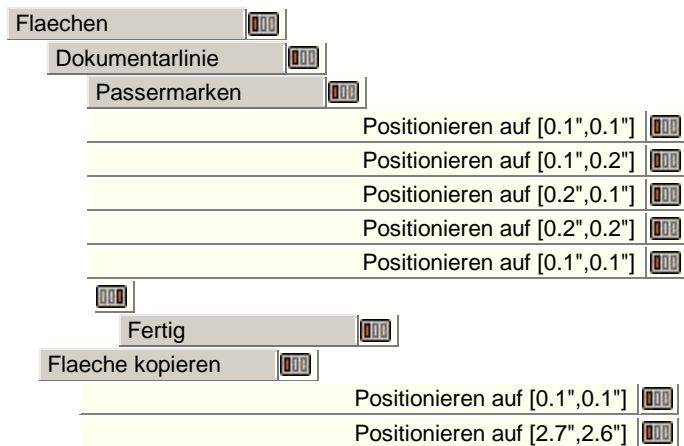 Flaechen
Dokumentarlinie
Passermarken
Positionieren auf [0.1",0.1"]
Positionieren auf [0.1",0.2"]
Positionieren auf [0.2",0.1"]
Positionieren auf [0.2",0.2"]
Positionieren auf [0.1",0.1"]
Fertig
Flaeche kopieren
Positionieren auf [0.1",0.1"]
Positionieren auf [2.7",2.6"]